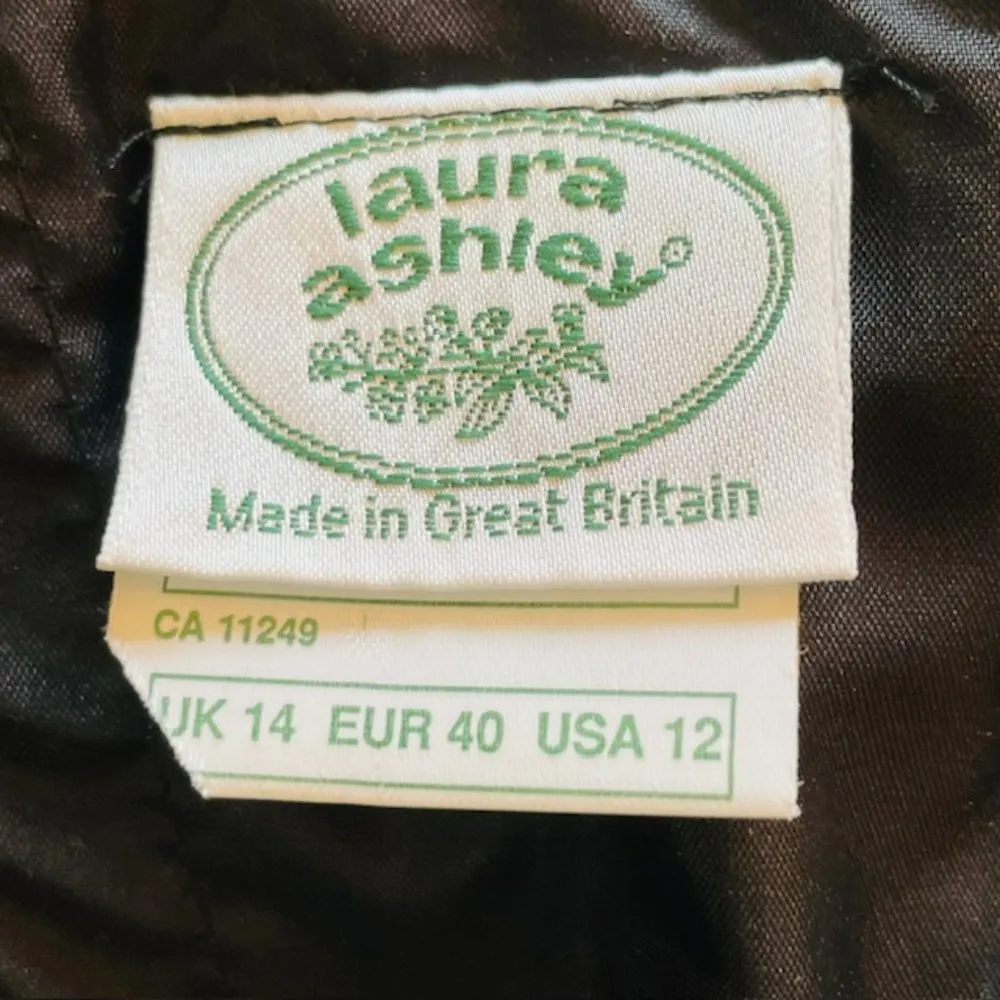 laura
ashley®
Made in Great Britain
CA 11249
UK 14 EUR 40 USA 12